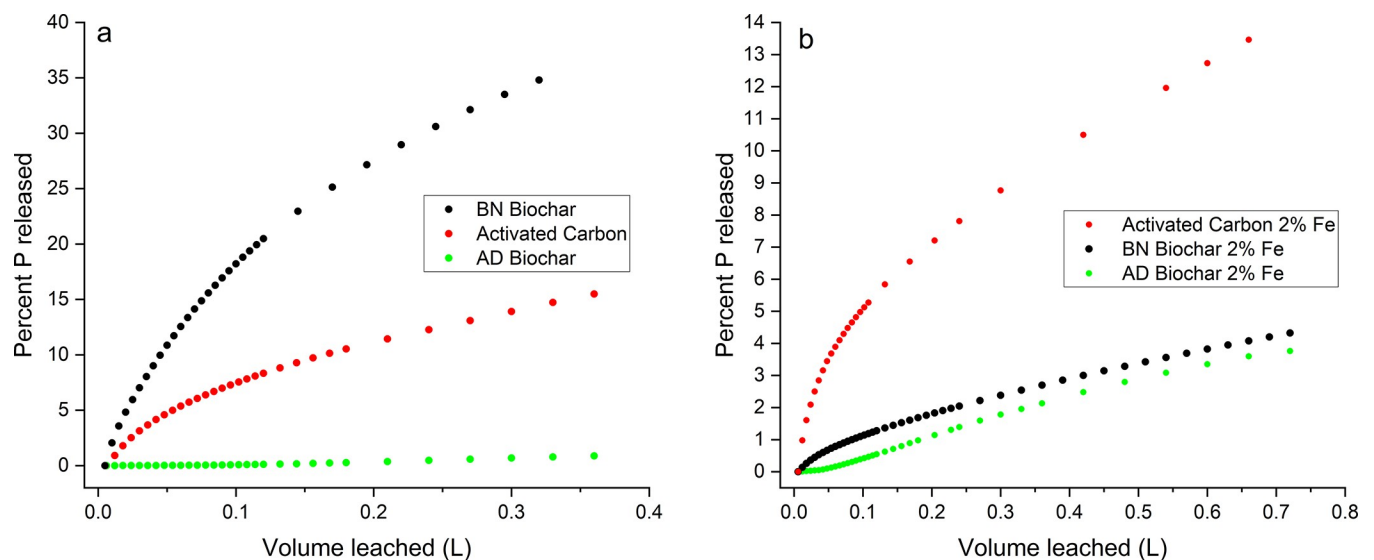 a
Percent P released
40
35
30
25
20
15
10
5
0
BN Biochar
Activated Carbon
AD Biochar
0.0 0.1 0.2 0.3 0.4
Volume leached (L)
b
Percent P released
14
13
12
11
10
9
8
7
6
5
4
3
2
1
0
Activated Carbon 2% Fe
BN Biochar 2% Fe
AD Biochar 2% Fe
0.0 0.1 0.2 0.3 0.4 0.5 0.6 0.7 0.8
Volume leached (L)